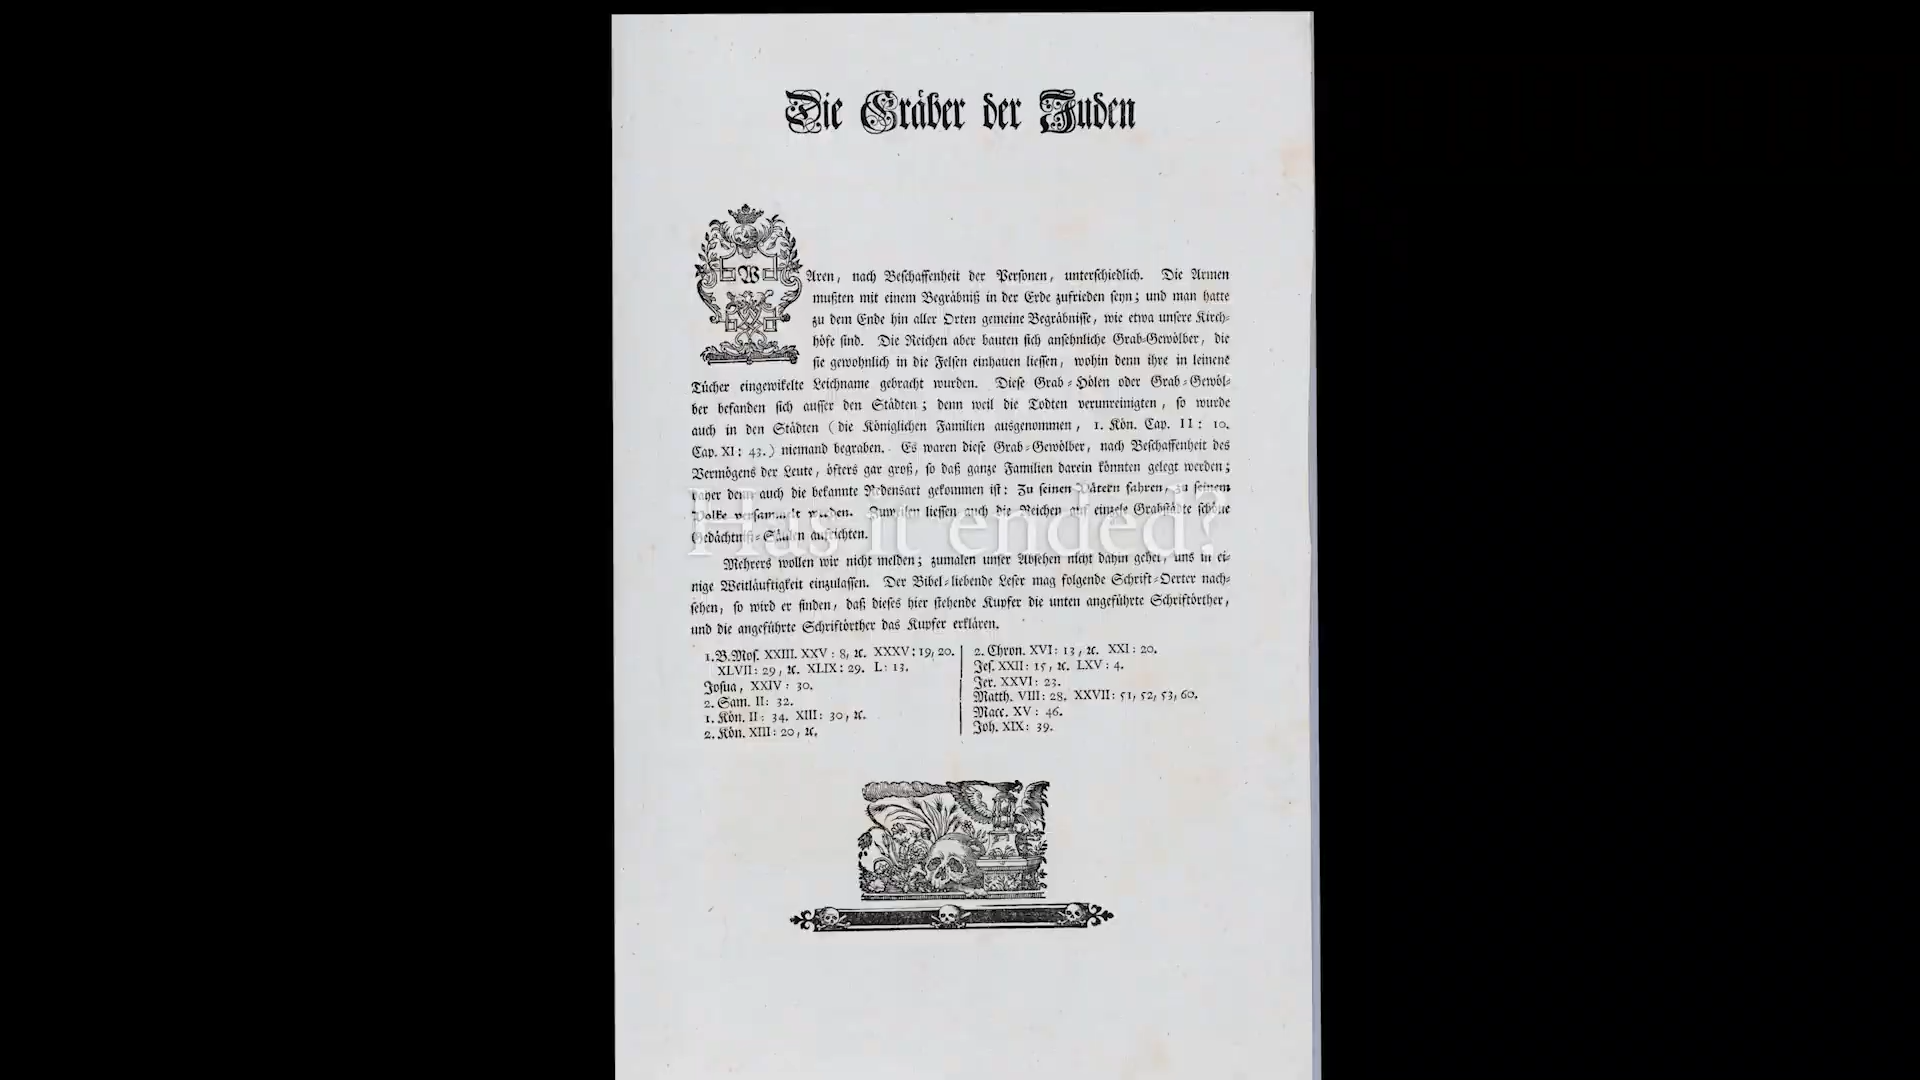 Die Gräber der Juden
WAren, nach Beschaffenheit der Personen, unterschiedlich. Die Armen
mußten mit einem Begräbniß in der Erde zufrieden seyn; und man hatte
zu dem Ende hin aller Orten gemeine Begräbnisse, wie etwa unsere Kirch-
höfe sind. Die Reichen aber bauten sich ansehnliche Grab-Gewölber, die
sie gewohnlich in die Felsen einhauen liessen, wohin denn ihre in leinene
Tücher eingewikelte Leichname gebracht wurden. Diese Grab-Hölen oder Grab-Gewöl-
ber befanden sich ausser den Städten; denn weil die Todten verunreinigten, so wurde
auch in den Städten (die Königlichen Familien ausgenommen, 1. Kön. Cap. II: 10.
Cap. XI: 43.) niemand begraben. Es waren diese Grab-Gewölber, nach Beschaffenheit des
Vermögens der Leute, öfters gar groß, so daß ganze Familien darein könnten gelegt werden;
daher denn auch die bekannte Redensart gekommen ist: Zu seinen Vätern fahren, zu seinem
Volke versammelt werden. Zuweilen liessen auch die Reichen auf einzele Grabstädte schöne
Has it ended?
Gedächtniß-Säulen aufrichten.
Mehrers wollen wir nicht melden; zumalen unser Absehen nicht dahin gehet, uns in ei-
nige Weitläuftigkeit einzulassen. Der Bibel-liebende Leser mag folgende Schrift-Oerter nach-
sehen, so wird er finden, daß dieses hier stehende Kupfer die unten angeführte Schriftörther,
und die angeführte Schriftörther das Kupfer erklären.
1. B. Mos. XXIII. XXV: 8, ꝛc. XXXV: 19, 20.
XLVII: 29, ꝛc. XLIX: 29. L: 13.
Josua, XXIV: 30.
2. Sam. II: 32.
1. Kön. II: 34. XIII: 30, ꝛc.
2. Kön. XIII: 20, ꝛc.
2. Chron. XVI: 13, ꝛc. XXI: 20.
Jes. XXII: 15, ꝛc. LXV: 4.
Jer. XXVI: 23.
Matth. VIII: 28. XXVII: 51, 52, 53, 60.
Marc. XV: 46.
Joh. XIX: 39.